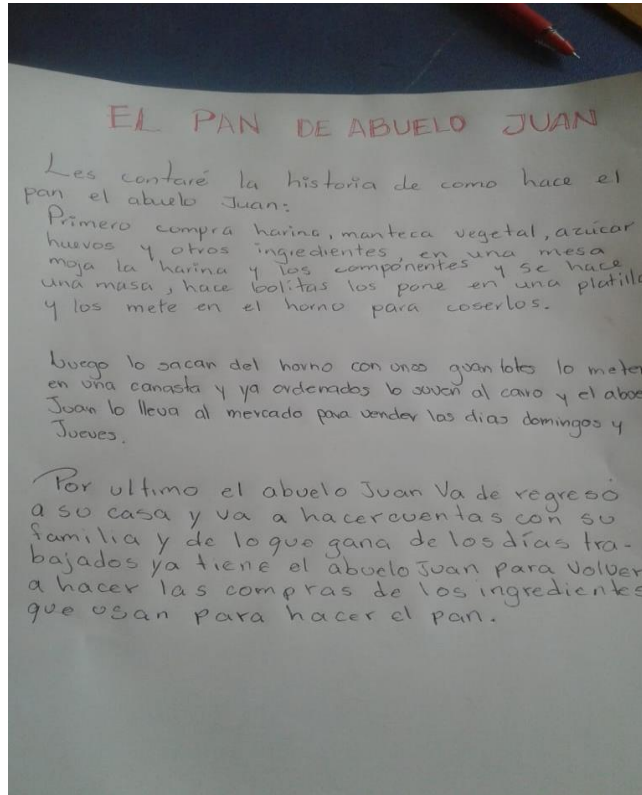 EL PAN DE ABUELO JUAN
Les contaré la historia de como hace el
pan el abuelo Juan:
Primero compra harina, manteca vegetal, azúcar
huevos y otros ingredientes, en una mesa
moja la harina y los componentes y se hace
una masa, hace bolitas los pone en una platilla
y los mete en el horno para coserlos.
Luego lo sacan del horno con unos guantotes lo meten
en una canasta y ya ordenados lo suven al carro y el
Juan lo lleva al mercado para vender las dias domingos y
Jueves.
Por ultimo el abuelo Juan va de regresó
a su casa y va a hacer cuentas con su
familia y de lo que gana de los días tra-
bajados ya tiene el abuelo Juan para volver
a hacer las compras de los ingredientes
que usan para hacer el pan.